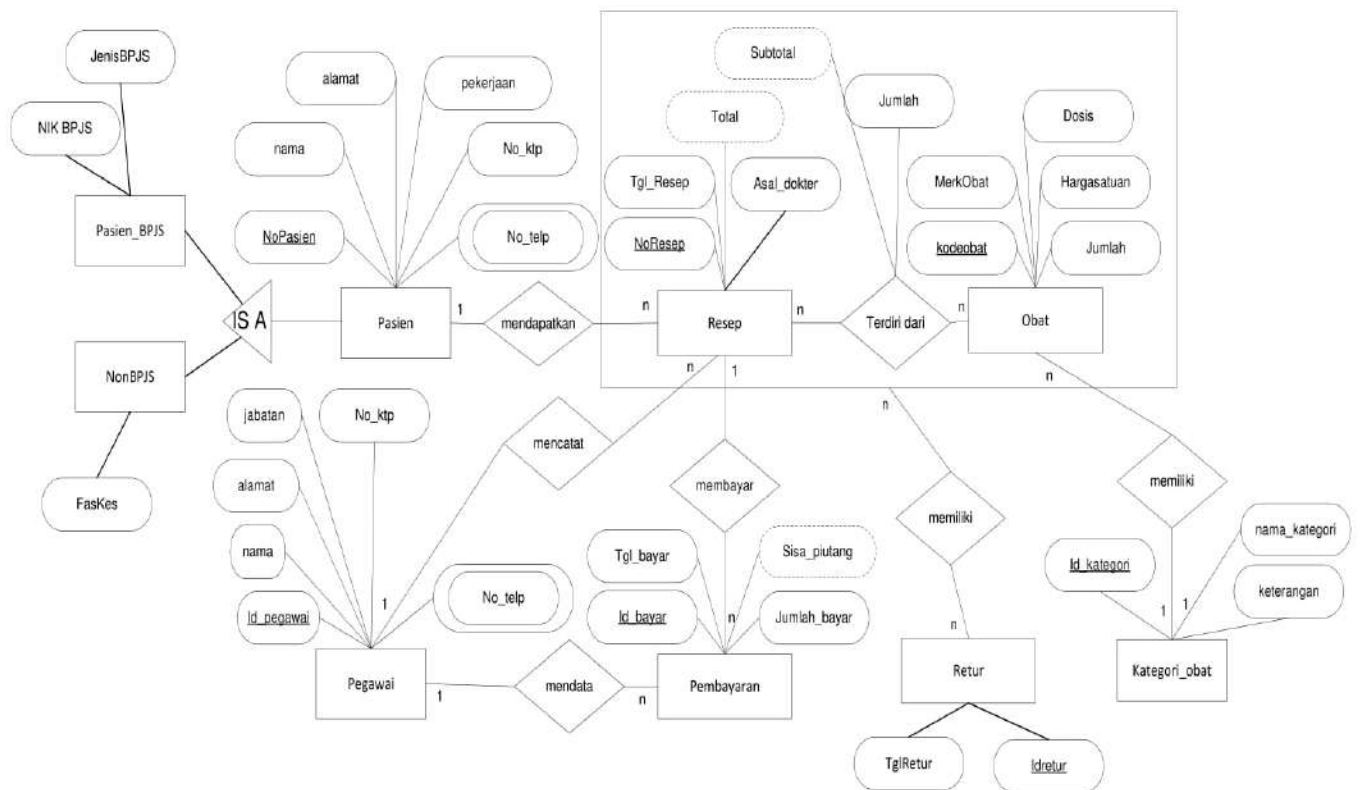 JenisBPJS
NIK BPJS
Pasien_BPJS
IS A
NonBPJS
FasKes
alamat
pekerjaan
nama
No_ktp
NoPasien
No_telp
Pasien
1
mendapatkan
n
Subtotal
Total
Jumlah
Tgl_Resep
Asal_dokter
NoResep
Resep
n
Terdiri dari
n
Dosis
MerkObat
Hargasatuan
kodeobat
Jumlah
Obat
n
1
n
n
jabatan
No_ktp
mencatat
membayar
memiliki
memiliki
alamat
nama
Id_pegawai
No_telp
1
Pegawai
1
mendata
n
Tgl_bayar
Sisa_piutang
Id_bayar
n
Jumlah_bayar
Pembayaran
n
Retur
TglRetur
Idretur
nama_kategori
Id_kategori
keterangan
1
1
Kategori_obat